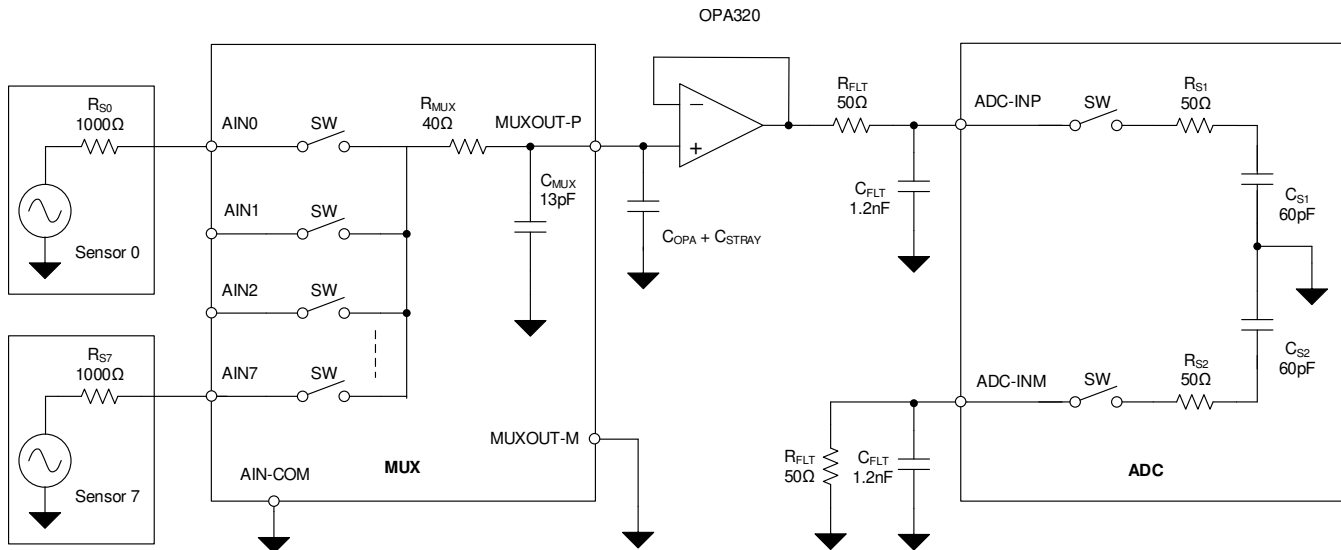 OPA320
RS0
1000Ω
Sensor 0
RS7
1000Ω
Sensor 7
AIN0
SW
RMUX
40Ω
MUXOUT-P
CMUX
13pF
AIN1
SW
AIN2
SW
AIN7
SW
MUXOUT-M
MUX
AIN-COM
COPA + CSTRAY
−
+
RFLT
50Ω
CFLT
1.2nF
ADC-INP
SW
RS1
50Ω
CS1
60pF
CS2
60pF
ADC-INM
SW
RS2
50Ω
RFLT
50Ω
CFLT
1.2nF
ADC